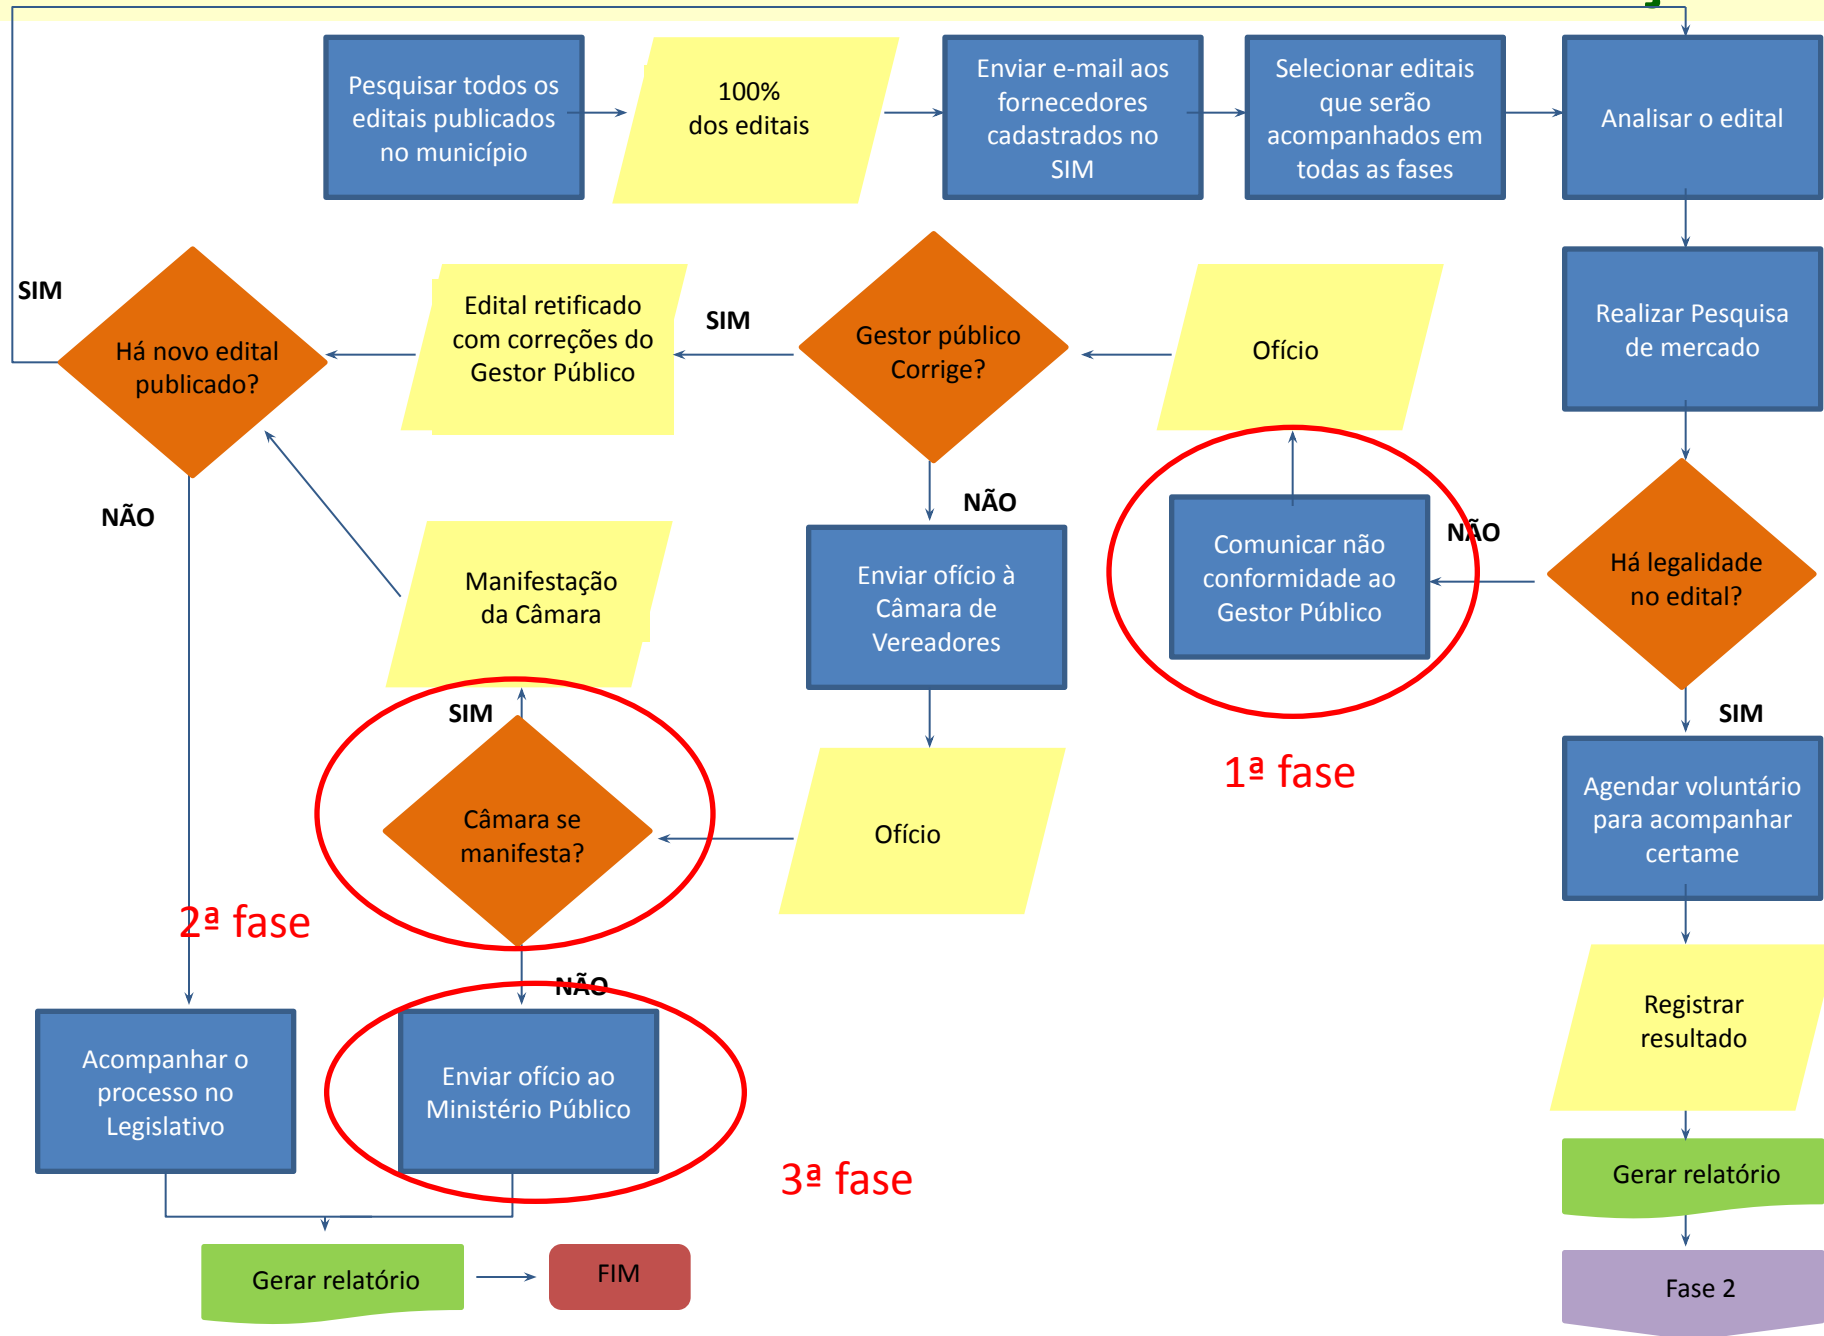 Pesquisar todos os
editais publicados
no município
100%
dos editais
Enviar e-mail aos
fornecedores
cadastrados no
SIM
Selecionar editais
que serão
acompanhados em
todas as fases
Analisar o edital
SIM
Há novo edital
publicado?
Edital retificado
com correções do
Gestor Público
SIM
Gestor público
Corrige?
Ofício
Realizar Pesquisa
de mercado
NÃO
Manifestação
da Câmara
NÃO
Enviar ofício à
Câmara de
Vereadores
Comunicar não
conformidade ao
Gestor Público
NÃO
Há legalidade
no edital?
SIM
Câmara se
manifesta?
Ofício
1ª fase
SIM
Agendar voluntário
para acompanhar
certame
2ª fase
NÃO
Acompanhar o
processo no
Legislativo
Enviar ofício ao
Ministério Público
3ª fase
Registrar
resultado
Gerar relatório
Gerar relatório
FIM
Fase 2